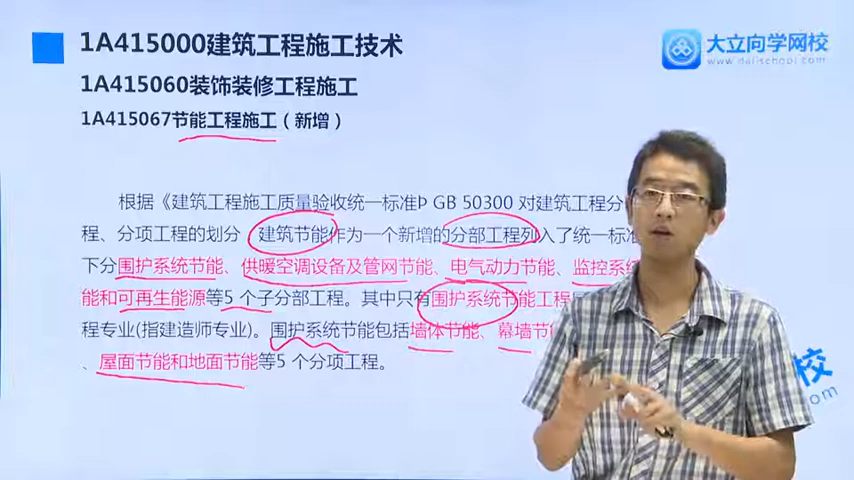 1A415000建筑工程施工技术
大立向学网校
www.dalischool.com
1A415060装饰装修工程施工
1A415067节能工程施工（新增）
根据《建筑工程施工质量验收统一标准Þ GB 50300 对建筑工程分
程、分项工程的划分 建筑节能作为一个新增的分部工程列入了统一标准
下分围护系统节能、供暖空调设备及管网节能、电气动力节能、监控系统
能和可再生能源等5 个子分部工程。其中只有围护系统节能工程
程专业(指建造师专业)。围护系统节能包括墙体节能、幕墙节能
、屋面节能和地面节能等5 个分项工程。
校
om